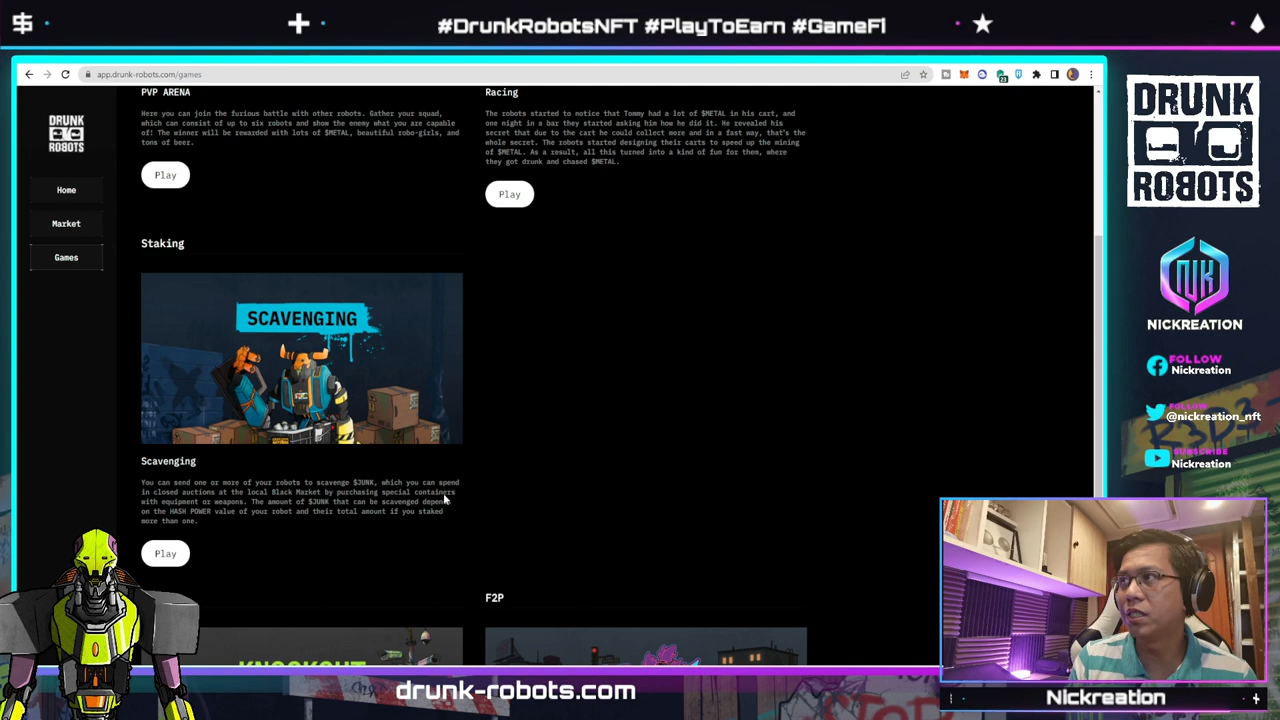 #DrunkRobotsNFT #PlayToEarn #GameFi
app.drunk-robots.com/games
DRUNK
ROBOTS
Home
Market
Games
PVP ARENA
Here you can join the furious battle with other robots. Gather your squad,
which can consist of up to six robots and show the enemy what you are capable
of! The winner will be rewarded with lots of $METAL, beautiful robo-girls, and
tons of beer.
Play
Racing
The robots started to notice that Tommy had a lot of $METAL in his cart, and
one night in a bar they started asking him how he did it. He revealed his
secret that due to the cart he could collect more and in a fast way, that's the
whole secret. The robots started designing their carts to speed up the mining
of $METAL. As a result, all this turned into a kind of fun for them, where
they got drunk and chased $METAL.
Play
Staking
SCAVENGING
Scavenging
You can send one or more of your robots to scavenge $JUNK, which you can spend
in closed auctions at the local Black Market by purchasing special containers
with equipment or weapons. The amount of $JUNK that can be scavenged depends
on the HASH POWER value of your robot and their total amount if you staked
more than one.
Play
F2P
KNOCKOUT
DRUNK
ROBOTS
NICKREATION
FOLLOW
Nickreation
FOLLOW
@nickreation_nft
SUBSCRIBE
Nickreation
drunk-robots.com
Nickreation